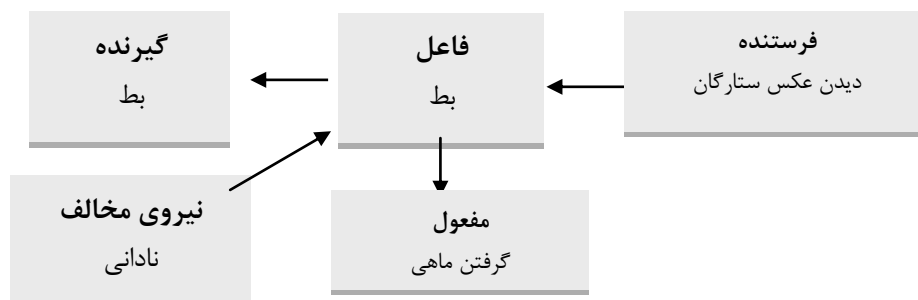 فرستنده
دیدن عکس ستارگان
فاعل
بط
گیرنده
بط
مفعول
گرفتن ماهی
نیروی مخالف
نادانی